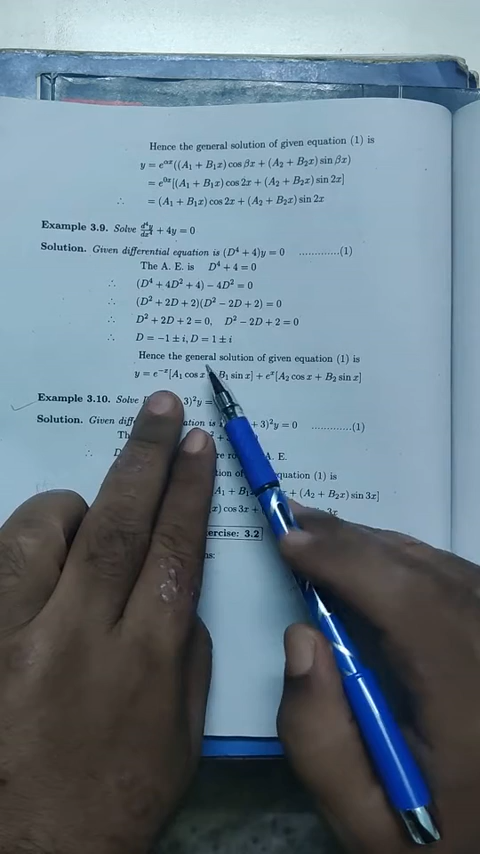 Hence the general solution of given equation (1) is
y = e^{αx}((A₁ + B₁x) cos βx + (A₂ + B₂x) sin βx)
= e^{0x}[(A₁ + B₁x) cos 2x + (A₂ + B₂x) sin 2x]
∴ = (A₁ + B₁x) cos 2x + (A₂ + B₂x) sin 2x
Example 3.9. Solve d⁴y/dx⁴ + 4y = 0
Solution. Given differential equation is (D⁴ + 4)y = 0 ............(1)
The A. E. is D⁴ + 4 = 0
∴ (D⁴ + 4D² + 4) − 4D² = 0
∴ (D² + 2D + 2)(D² − 2D + 2) = 0
∴ D² + 2D + 2 = 0, D² − 2D + 2 = 0
∴ D = −1 ± i, D = 1 ± i
Hence the general solution of given equation (1) is
y = e^{−x}[A₁ cos x B₁ sin x] + e^{x}[A₂ cos x + B₂ sin x]
Example 3.10. Solve 3)²y =
Solution. Given + 3)²y = 0 ............(1)
∴
A. E.
equation (1) is
A₁ + B₁ + (A₂ + B₂x) sin 3x]
x) cos 3x +
3.2